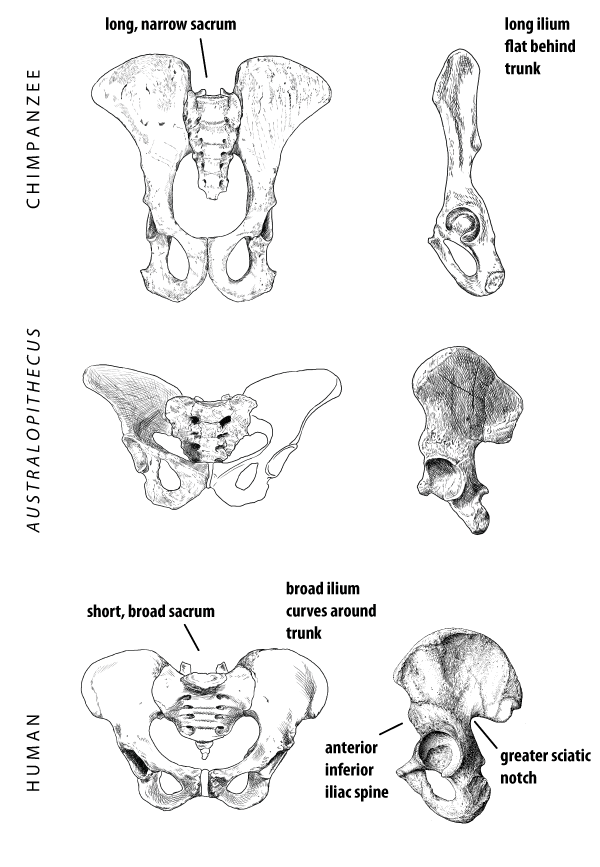 long, narrow sacrum
long ilium
flat behind
trunk
CHIMPANZEE
AUSTRALOPITHECUS
broad ilium
curves around
trunk
short, broad sacrum
HUMAN
anterior
inferior
iliac spine
greater sciatic
notch